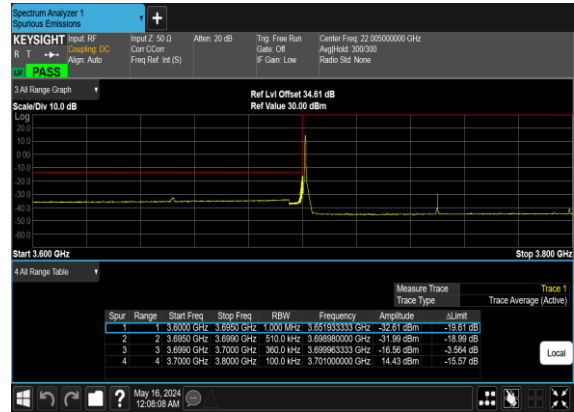 Spectrum Analyzer 1
Spurious Emissions
+
KEYSIGHT Input: RF Input Z: 50 Ω Atten: 20 dB Trig: Free Run Center Freq: 22.005000000 GHz
R T Coupling: DC Corr CCorr Gate: Off Avg|Hold: 300/300
Align: Auto Freq Ref: Int (S) IF Gain: Low Radio Std: None
PASS
3 All Range Graph
Ref Lvl Offset 34.61 dB
Scale/Div 10.0 dB Ref Value 30.00 dBm
Log
20.0
10.0
0.00
-10.0
-20.0
-30.0
-40.0
-50.0
-60.0
Start 3.600 GHz Stop 3.800 GHz
4 All Range Table
Measure Trace Trace 1
Trace Type Trace Average (Active)
Spur Range Start Freq Stop Freq RBW Frequency Amplitude ΔLimit
1 1 3.6000 GHz 3.6950 GHz 1.000 MHz 3.651933333 GHz -32.61 dBm -19.61 dB
2 2 3.6950 GHz 3.6990 GHz 510.0 kHz 3.698980000 GHz -31.99 dBm -18.99 dB
3 3 3.6990 GHz 3.7000 GHz 360.0 kHz 3.699963333 GHz -16.56 dBm -3.564 dB
4 4 3.7000 GHz 3.8000 GHz 100.0 kHz 3.701000000 GHz 14.43 dBm -15.57 dB
Local
? May 16, 2024
12:08:08 AM